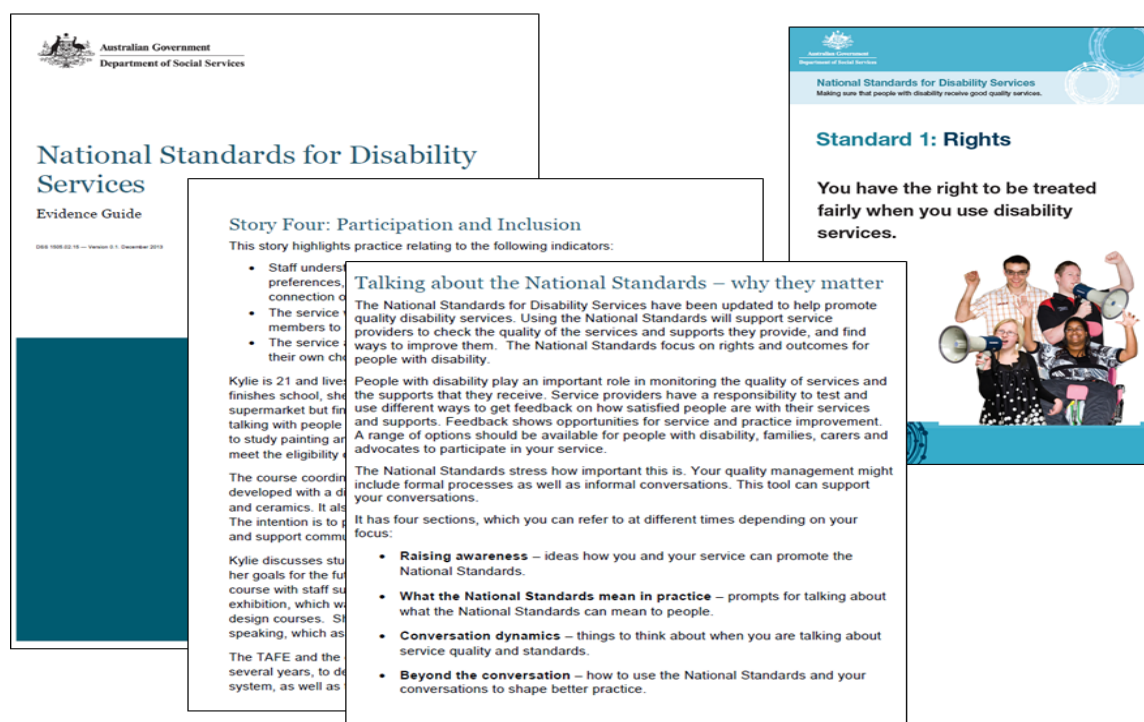 Australian Government
Department of Social Services
National Standards for Disability
Services
Evidence Guide
DSS 1505.02.15 — Version 0.1. December 2013
Story Four: Participation and Inclusion
This story highlights practice relating to the following indicators:
• Staff underst
preferences,
connection o
• The service
members to
• The service
their own cho
Kylie is 21 and lives
finishes school, she
supermarket but fin
talking with people
to study painting an
meet the eligibility
The course coordin
developed with a di
and ceramics. It als
The intention is to p
and support commu
Kylie discusses stu
her goals for the fut
course with staff su
exhibition, which wa
design courses. Sh
speaking, which as
The TAFE and the
several years, to de
system, as well as
Talking about the National Standards – why they matter
The National Standards for Disability Services have been updated to help promote
quality disability services. Using the National Standards will support service
providers to check the quality of the services and supports they provide, and find
ways to improve them. The National Standards focus on rights and outcomes for
people with disability.
People with disability play an important role in monitoring the quality of services and
the supports that they receive. Service providers have a responsibility to test and
use different ways to get feedback on how satisfied people are with their services
and supports. Feedback shows opportunities for service and practice improvement.
A range of options should be available for people with disability, families, carers and
advocates to participate in your service.
The National Standards stress how important this is. Your quality management might
include formal processes as well as informal conversations. This tool can support
your conversations.
It has four sections, which you can refer to at different times depending on your
focus:
• Raising awareness – ideas how you and your service can promote the
National Standards.
• What the National Standards mean in practice – prompts for talking about
what the National Standards can mean to people.
• Conversation dynamics – things to think about when you are talking about
service quality and standards.
• Beyond the conversation – how to use the National Standards and your
conversations to shape better practice.
Australian Government
Department of Social Services
National Standards for Disability Services
Making sure that people with disability receive good quality services.
Standard 1: Rights
You have the right to be treated
fairly when you use disability
services.